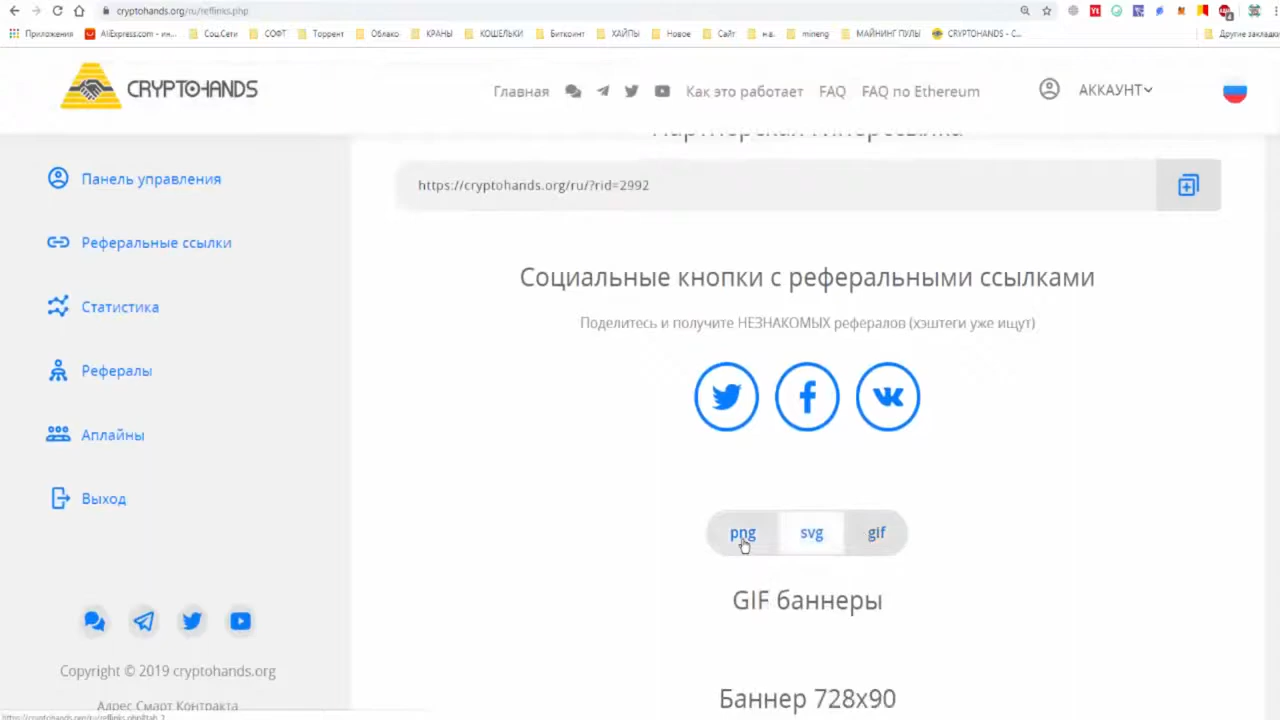 cryptohands.org/ru/reflinks.php
Приложения AliExpress.com - ин... Соц.Сети СОФТ Торрент Облако КРАНЫ КОШЕЛЬКИ Биткоинт ХАЙПЫ Новое Сайт н.в. mineng МАЙНИНГ ПУЛЫ CRYPTOHANDS - С... Другие закладки
CRYPTOHANDS
Главная Как это работает FAQ FAQ по Ethereum АККАУНТ
Партнёрская гиперссылка
Панель управления
https://cryptohands.org/ru/?rid=2992
Реферальные ссылки
Социальные кнопки с реферальными ссылками
Статистика
Поделитесь и получите НЕЗНАКОМЫХ рефералов (хэштеги уже ищут)
Рефералы
Аплайны
Выход
png svg gif
GIF баннеры
Copyright © 2019 cryptohands.org
Баннер 728x90
Адрес Смарт Контракта